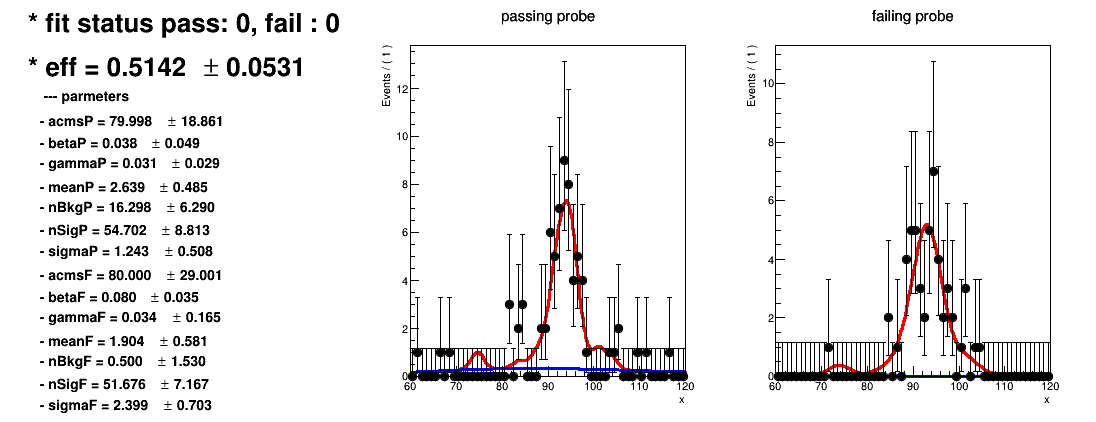 * fit status pass: 0, fail : 0
* eff = 0.5142 ± 0.0531
--- parmeters
- acmsP = 79.998 ± 18.861
- betaP = 0.038 ± 0.049
- gammaP = 0.031 ± 0.029
- meanP = 2.639 ± 0.485
- nBkgP = 16.298 ± 6.290
- nSigP = 54.702 ± 8.813
- sigmaP = 1.243 ± 0.508
- acmsF = 80.000 ± 29.001
- betaF = 0.080 ± 0.035
- gammaF = 0.034 ± 0.165
- meanF = 1.904 ± 0.581
- nBkgF = 0.500 ± 1.530
- nSigF = 51.676 ± 7.167
- sigmaF = 2.399 ± 0.703
passing probe
Events / ( 1 )
12
10
8
6
4
2
0
60 70 80 90 100 110 120
x
failing probe
Events / ( 1 )
10
8
6
4
2
0
60 70 80 90 100 110 120
x